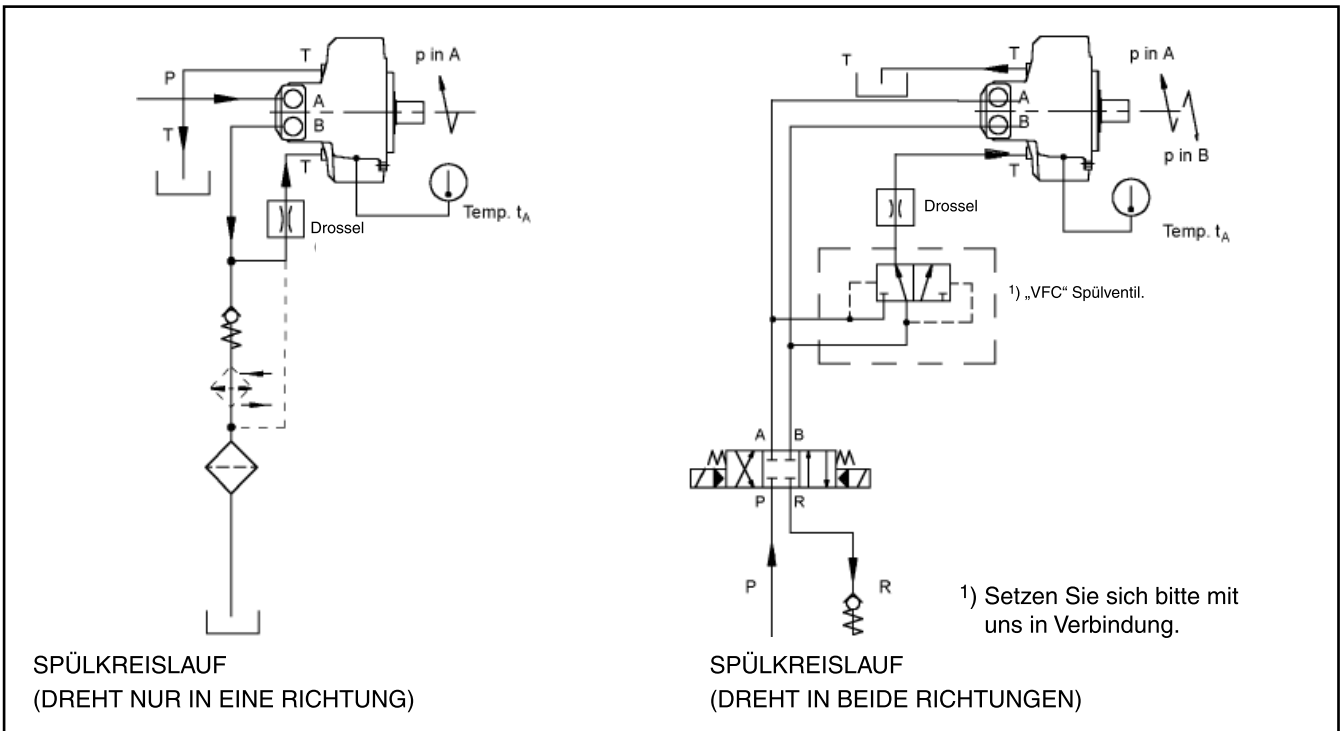 T
p in A
P
A
B
T
T
Temp. tA
Drossel
SPÜLKREISLAUF
(DREHT NUR IN EINE RICHTUNG)
T
T
p in A
A
B
p in B
T
Drossel
Temp. tA
1) „VFC“ Spülventil.
A B
P R
P
R
1) Setzen Sie sich bitte mit
uns in Verbindung.
SPÜLKREISLAUF
(DREHT IN BEIDE RICHTUNGEN)